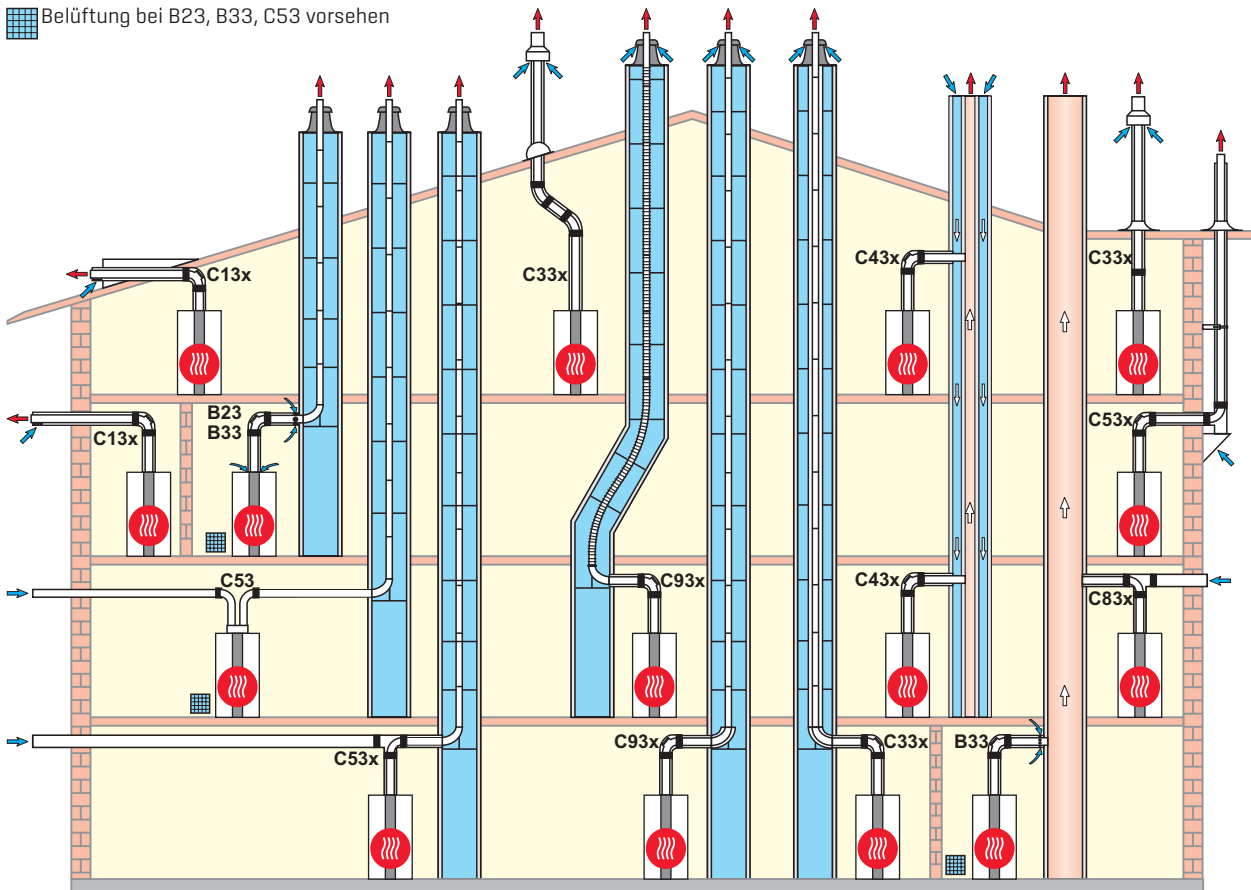 Belüftung bei B23, B33, C53 vorsehen
C13x
C33x
C43x
C33x
C13x
B23
B33
C53x
C53
C93x
C43x
C83x
C53x
C93x
C33x
B33